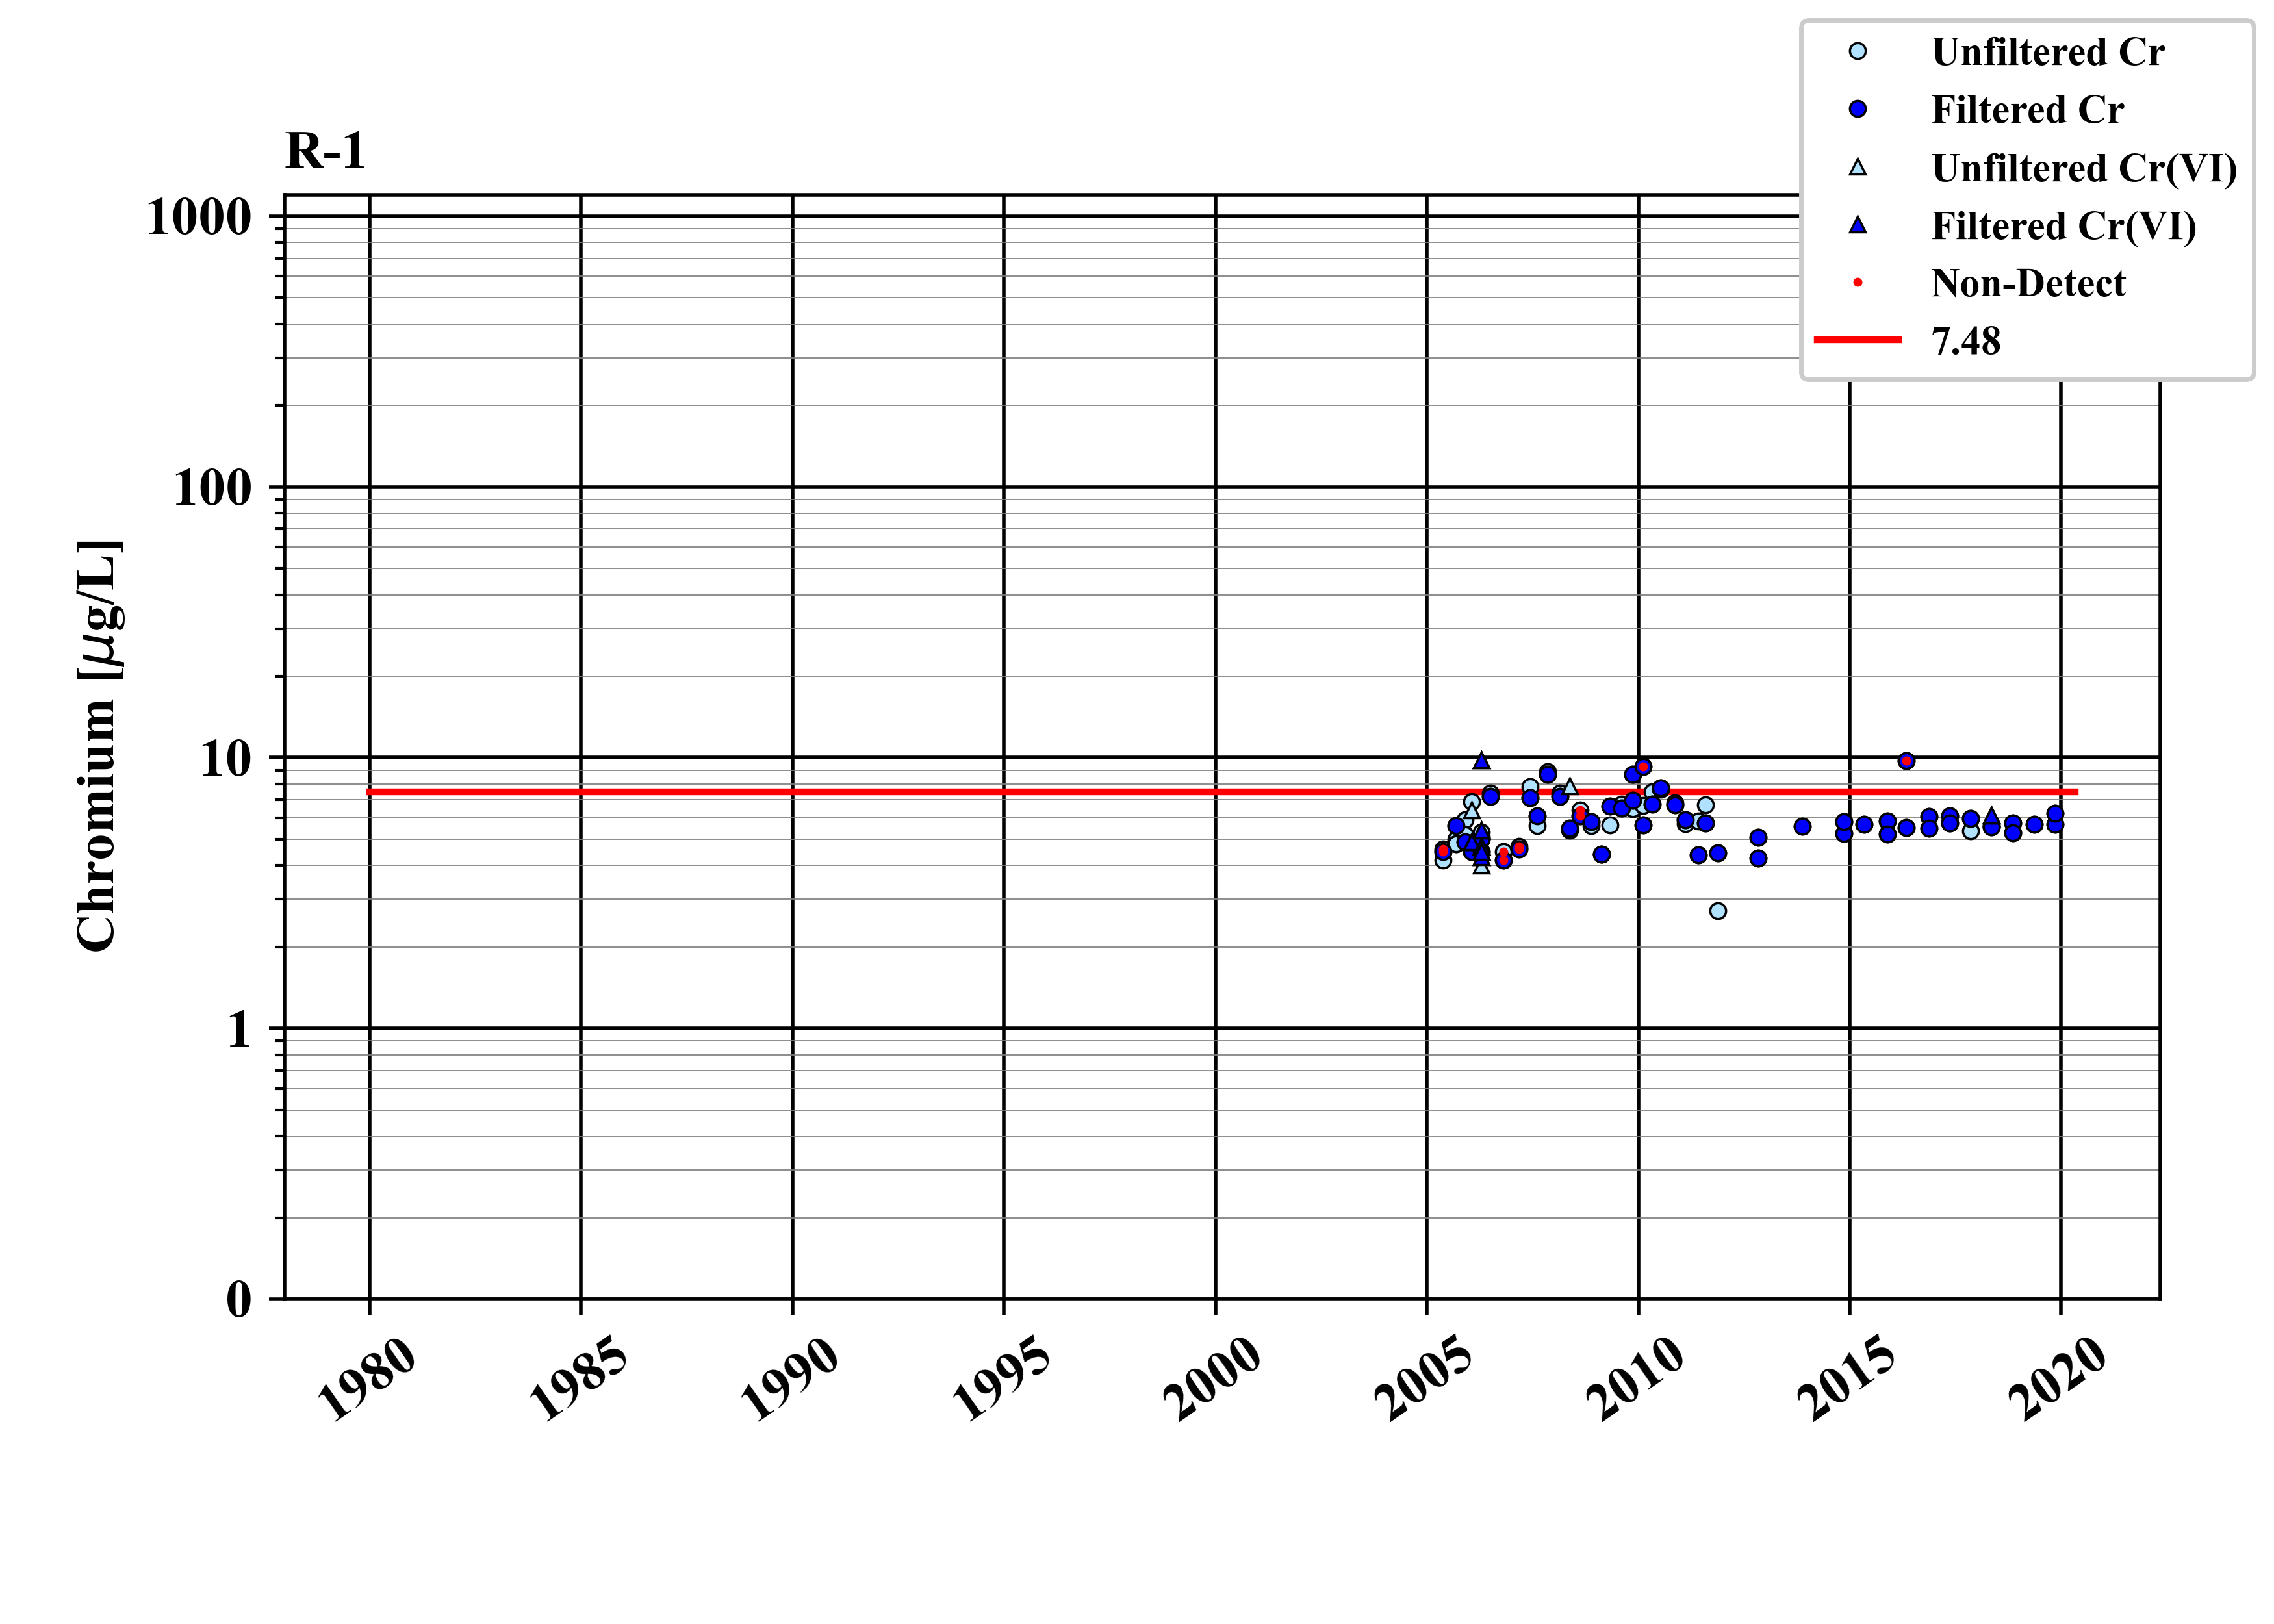 Unfiltered Cr
Filtered Cr
Unfiltered Cr(VI)
Filtered Cr(VI)
Non-Detect
7.48
R-1
1000
100
10
1
0
Chromium [μg/L]
1980
1985
1990
1995
2000
2005
2010
2015
2020